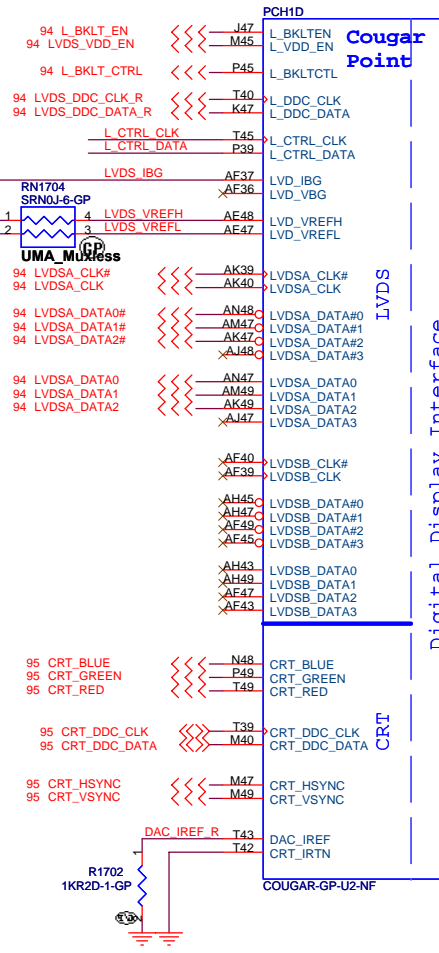 PCH1D
94 L_BKLT_EN J47 L_BKLTEN Cougar
94 LVDS_VDD_EN M45 L_VDD_EN Point
94 L_BKLT_CTRL P45 L_BKLTCTL
94 LVDS_DDC_CLK_R T40 L_DDC_CLK
94 LVDS_DDC_DATA_R K47 L_DDC_DATA
L_CTRL_CLK T45 L_CTRL_CLK
L_CTRL_DATA P39 L_CTRL_DATA
LVDS_IBG AF37 LVD_IBG
AF36 LVD_VBG
RN1704
SRN0J-6-GP
1 4 LVDS_VREFH AE48 LVD_VREFH
2 3 LVDS_VREFL AE47 LVD_VREFL
GP
UMA_Muxless
94 LVDSA_CLK# AK39 LVDSA_CLK#
94 LVDSA_CLK AK40 LVDSA_CLK
LVDS
94 LVDSA_DATA0# AN48 LVDSA_DATA#0
94 LVDSA_DATA1# AM47 LVDSA_DATA#1
94 LVDSA_DATA2# AK47 LVDSA_DATA#2
AJ48 LVDSA_DATA#3
94 LVDSA_DATA0 AN47 LVDSA_DATA0
94 LVDSA_DATA1 AM49 LVDSA_DATA1
94 LVDSA_DATA2 AK49 LVDSA_DATA2
AJ47 LVDSA_DATA3
Digital Display Interface
AF40 LVDSB_CLK#
AF39 LVDSB_CLK
AH45 LVDSB_DATA#0
AH47 LVDSB_DATA#1
AF49 LVDSB_DATA#2
AF45 LVDSB_DATA#3
AH43 LVDSB_DATA0
AH49 LVDSB_DATA1
AF47 LVDSB_DATA2
AF43 LVDSB_DATA3
95 CRT_BLUE N48 CRT_BLUE
95 CRT_GREEN P49 CRT_GREEN
95 CRT_RED T49 CRT_RED
CRT
95 CRT_DDC_CLK T39 CRT_DDC_CLK
95 CRT_DDC_DATA M40 CRT_DDC_DATA
95 CRT_HSYNC M47 CRT_HSYNC
95 CRT_VSYNC M49 CRT_VSYNC
DAC_IREF_R T43 DAC_IREF
T42 CRT_IRTN
1
R1702
1KR2D-1-GP
COUGAR-GP-U2-NF